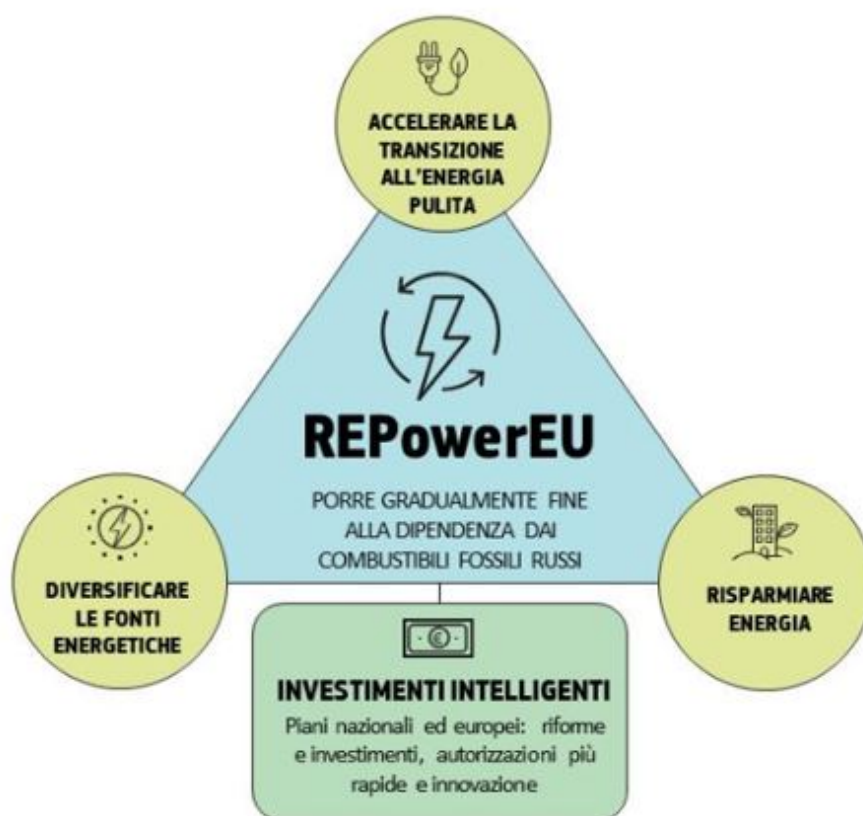 ACCELERARE LA
TRANSIZIONE
ALL'ENERGIA
PULITA
REPowerEU
PORRE GRADUALMENTE FINE
ALLA DIPENDENZA DAI
COMBUSTIBILI FOSSILI RUSSI
DIVERSIFICARE
LE FONTI
ENERGETICHE
RISPARMIARE
ENERGIA
€
INVESTIMENTI INTELLIGENTI
Piani nazionali ed europei: riforme
e investimenti, autorizzazioni più
rapide e innovazione